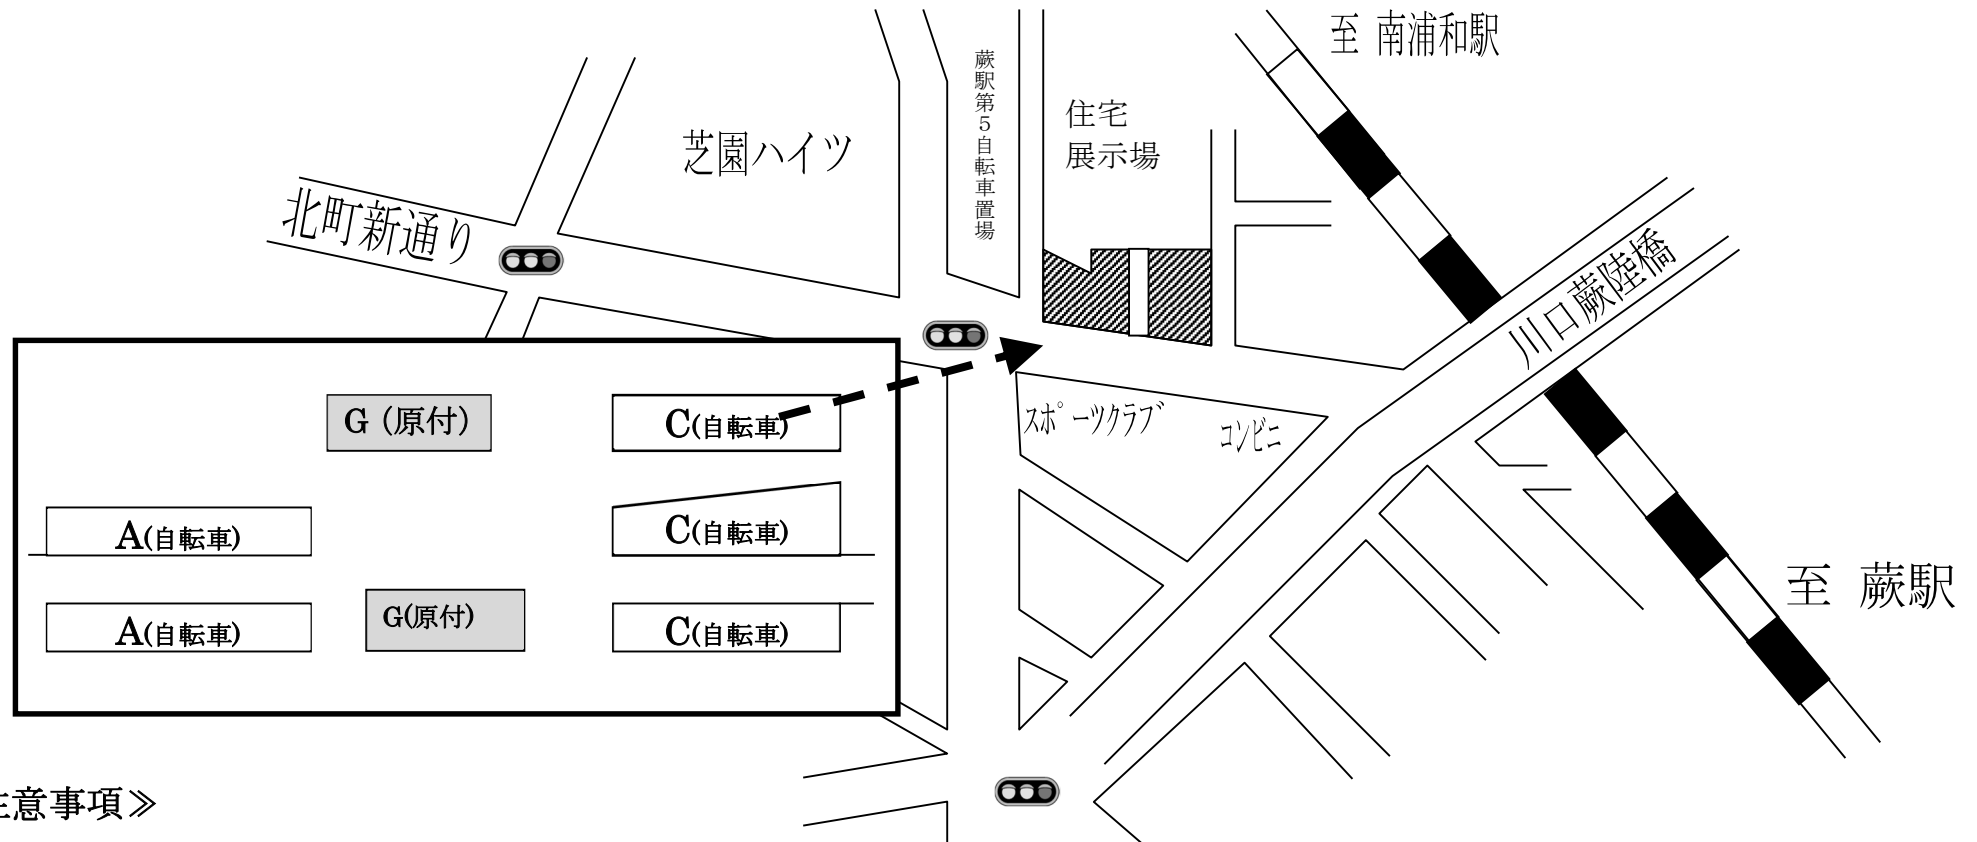 至 南浦和駅
蕨駅第５自転車置場
住宅
展示場
芝園ハイツ
北町新通り
川口蕨陸橋
スポーツクラブ
コンビニ
G（原付）
C(自転車)
A(自転車)
C(自転車)
A(自転車)
G(原付)
C(自転車)
至 蕨駅
意事項≫